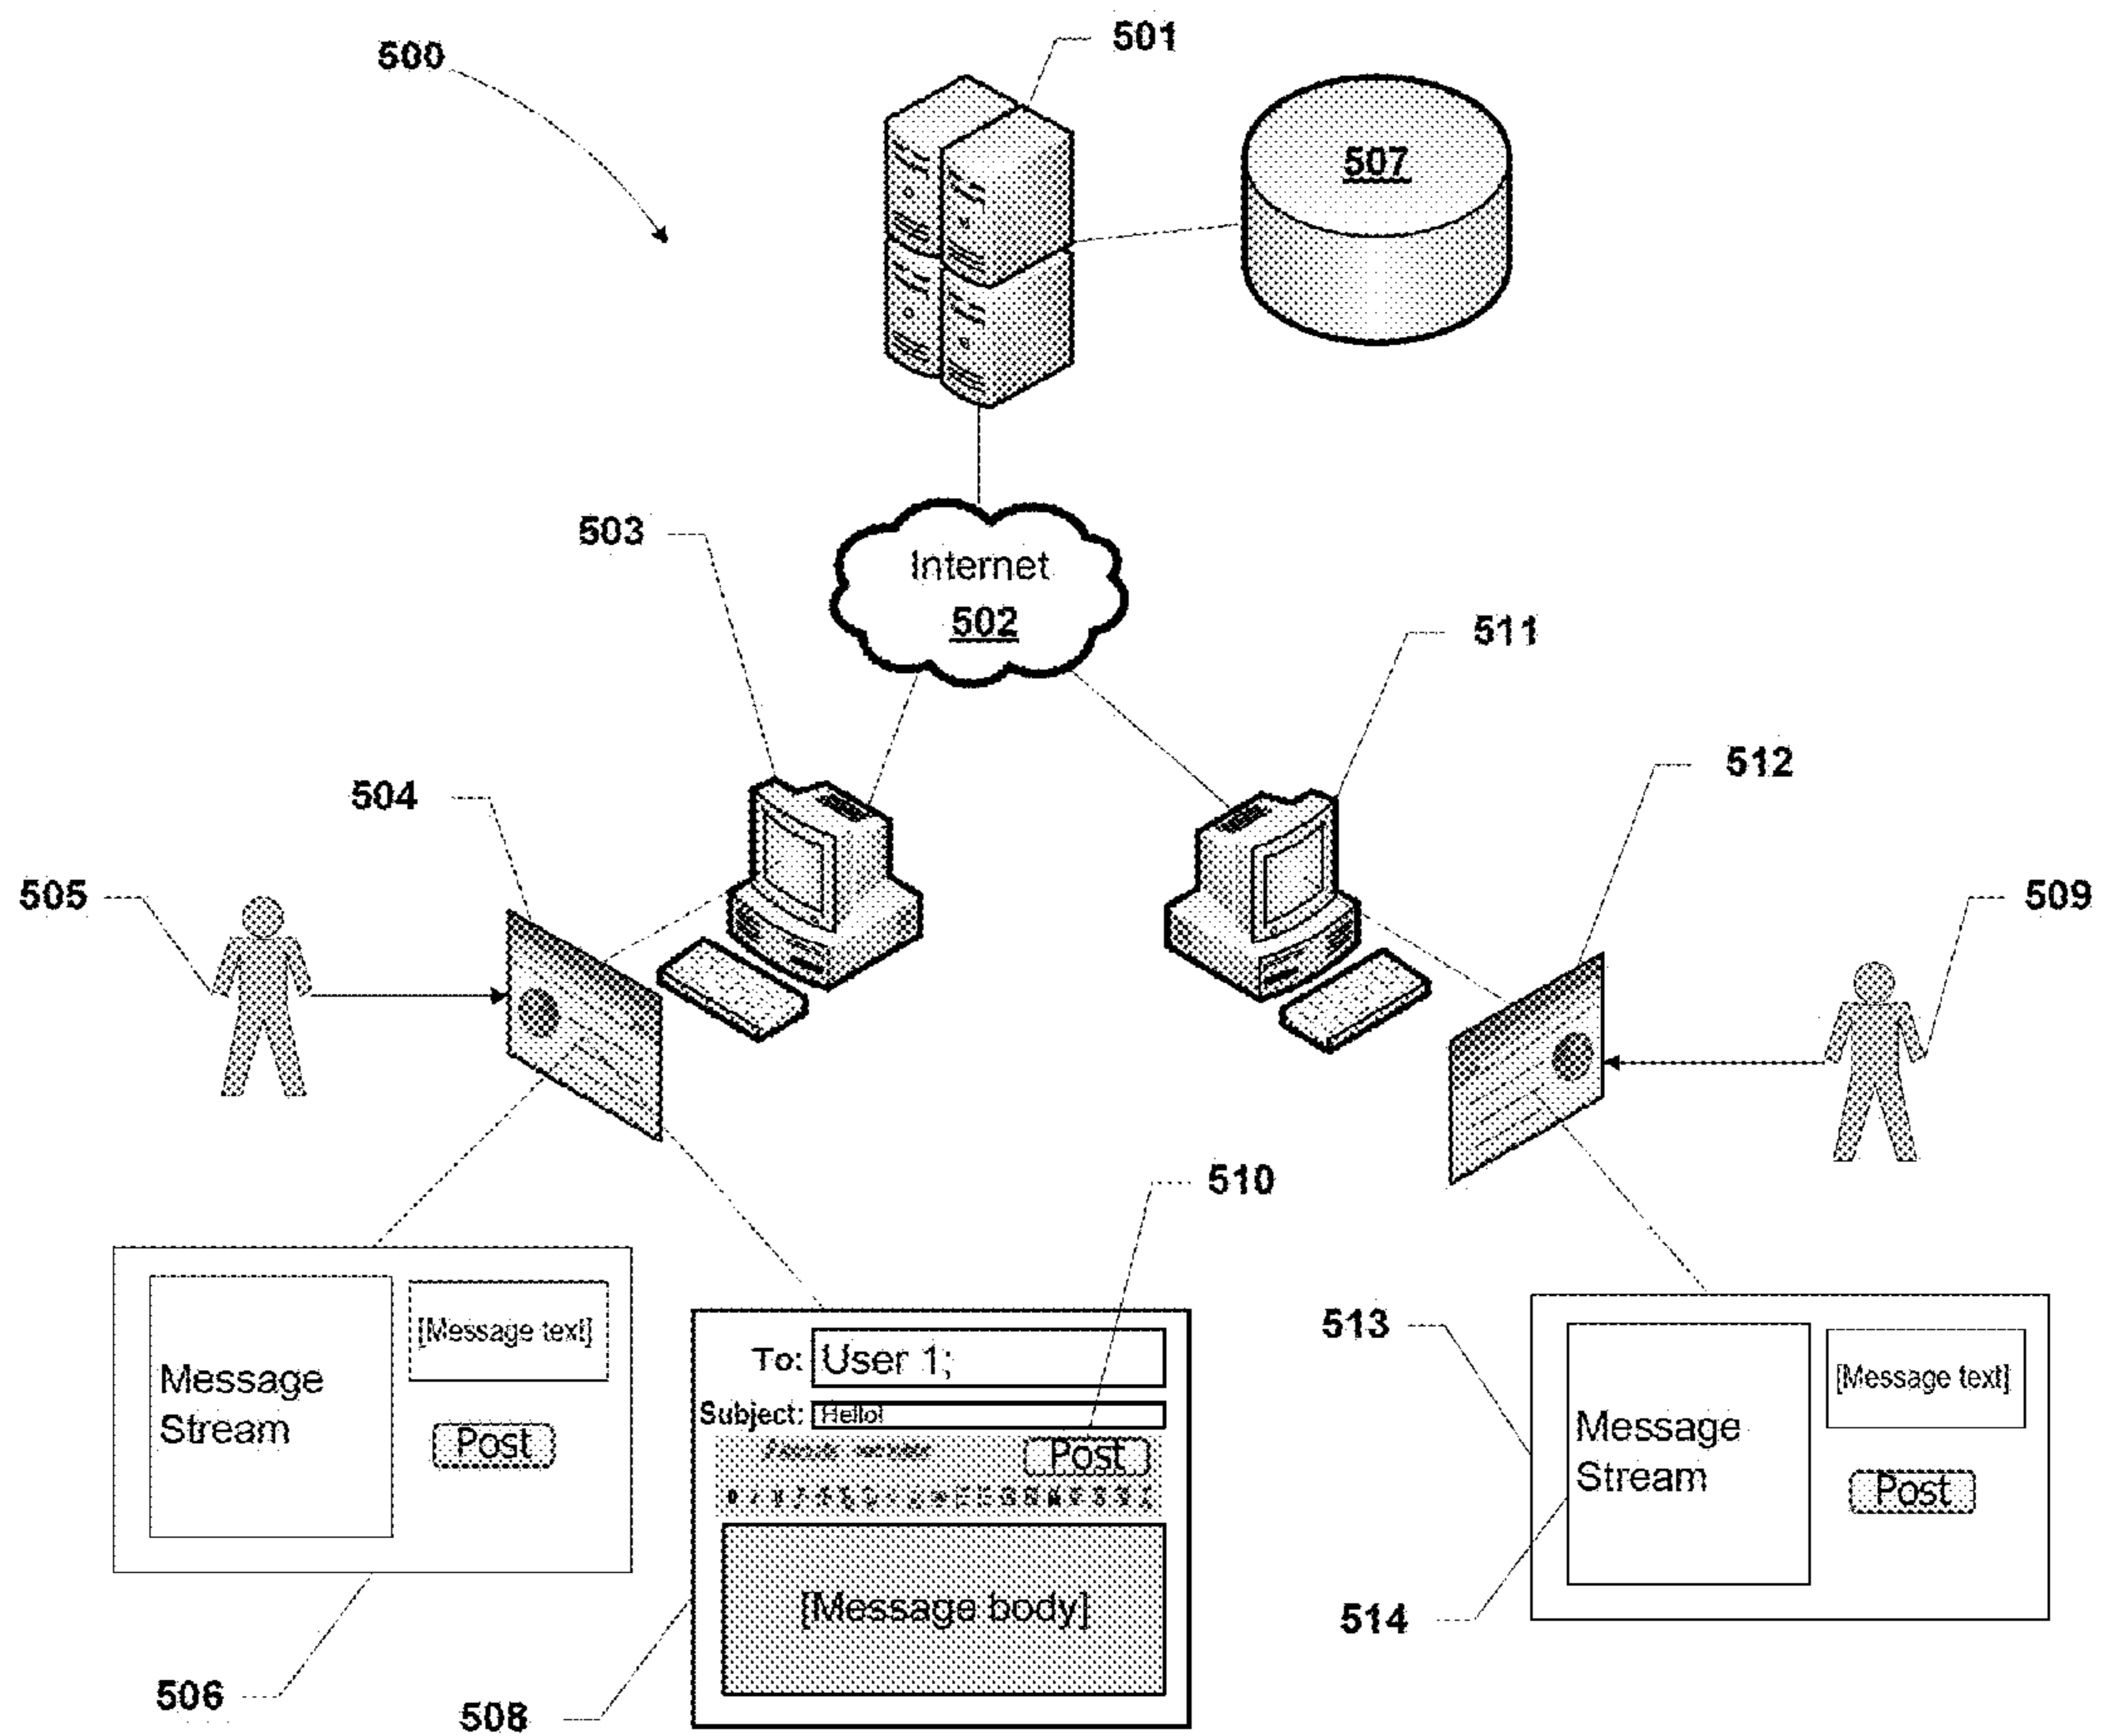 500
501
507
503
Internet
502
511
504
512
505
509
510
Message
Stream
[Message text]
Post
506
To: User 1;
Subject: Hello!
Post
[Message body]
508
513
Message
Stream
[Message text]
Post
514